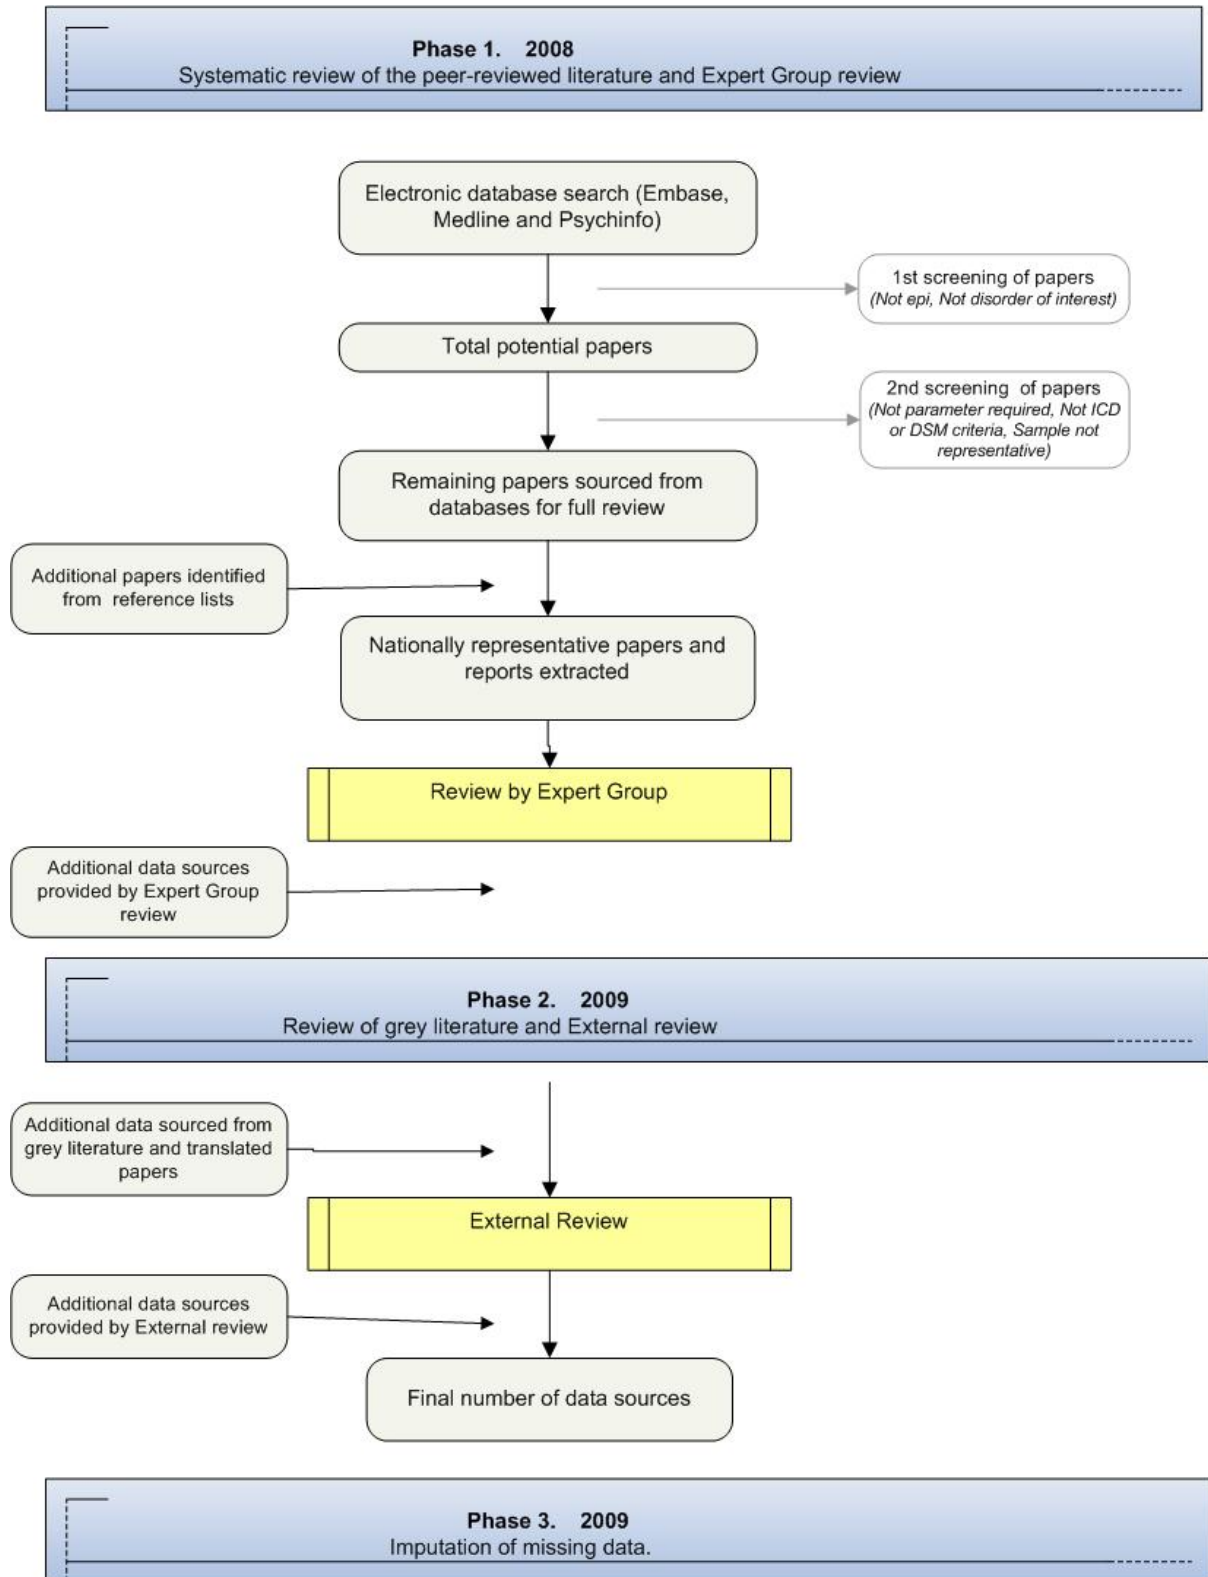 Phase 1. 2008
Systematic review of the peer-reviewed literature and Expert Group review
Electronic database search (Embase,
Medline and Psychinfo)
1st screening of papers
(Not epi, Not disorder of interest)
Total potential papers
2nd screening of papers
(Not parameter required, Not ICD
or DSM criteria, Sample not
representative)
Remaining papers sourced from
databases for full review
Additional papers identified
from reference lists
Nationally representative papers and
reports extracted
Review by Expert Group
Additional data sources
provided by Expert Group
review
Phase 2. 2009
Review of grey literature and External review
Additional data sourced from
grey literature and translated
papers
External Review
Additional data sources
provided by External review
Final number of data sources
Phase 3. 2009
Imputation of missing data.